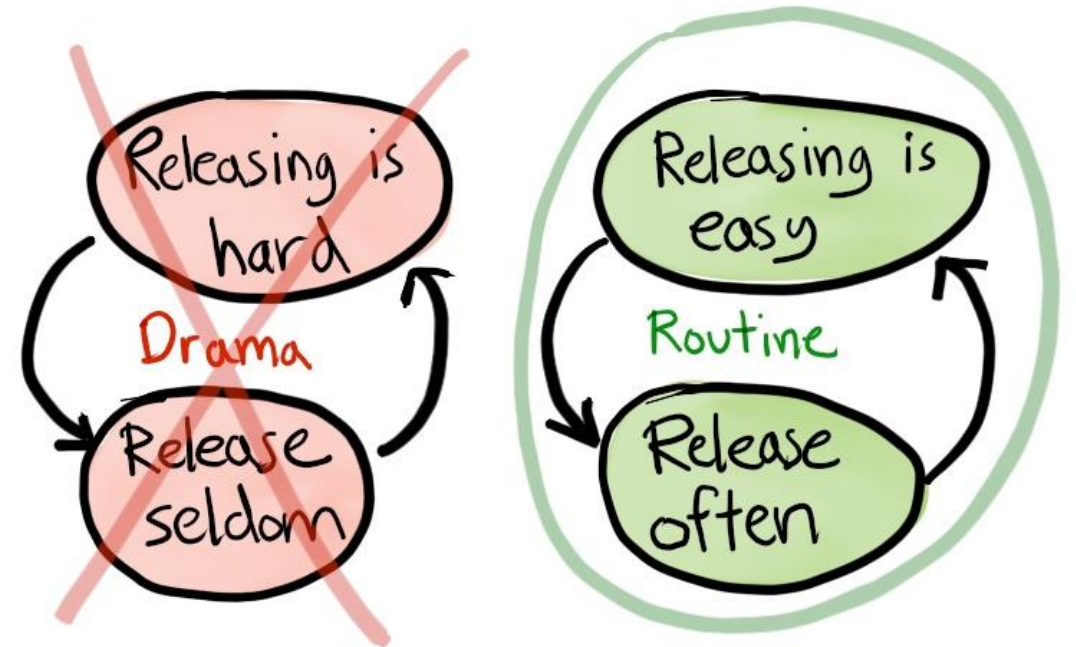 Releasing is
hard
Drama
Release
seldom
Releasing is
easy
Routine
Release
often